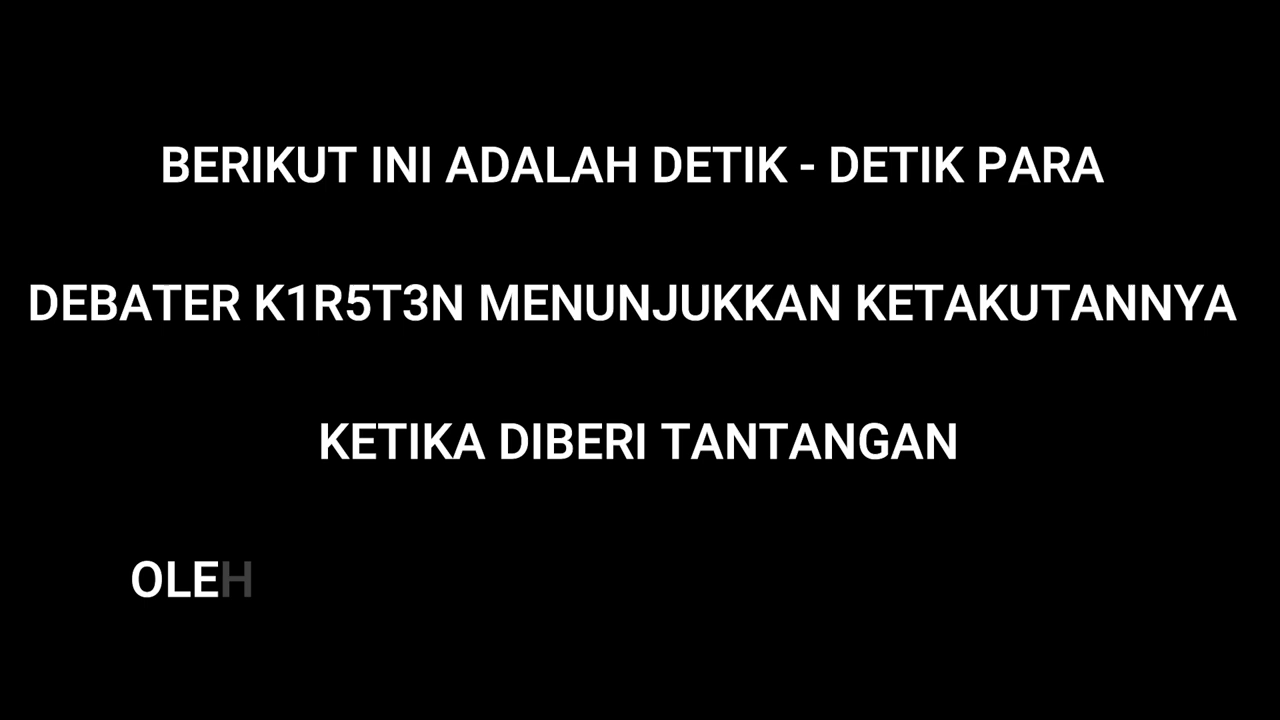 BERIKUT INI ADALAH DETIK - DETIK PARA
DEBATER K1R5T3N MENUNJUKKAN KETAKUTANNYA
KETIKA DIBERI TANTANGAN
OLEH